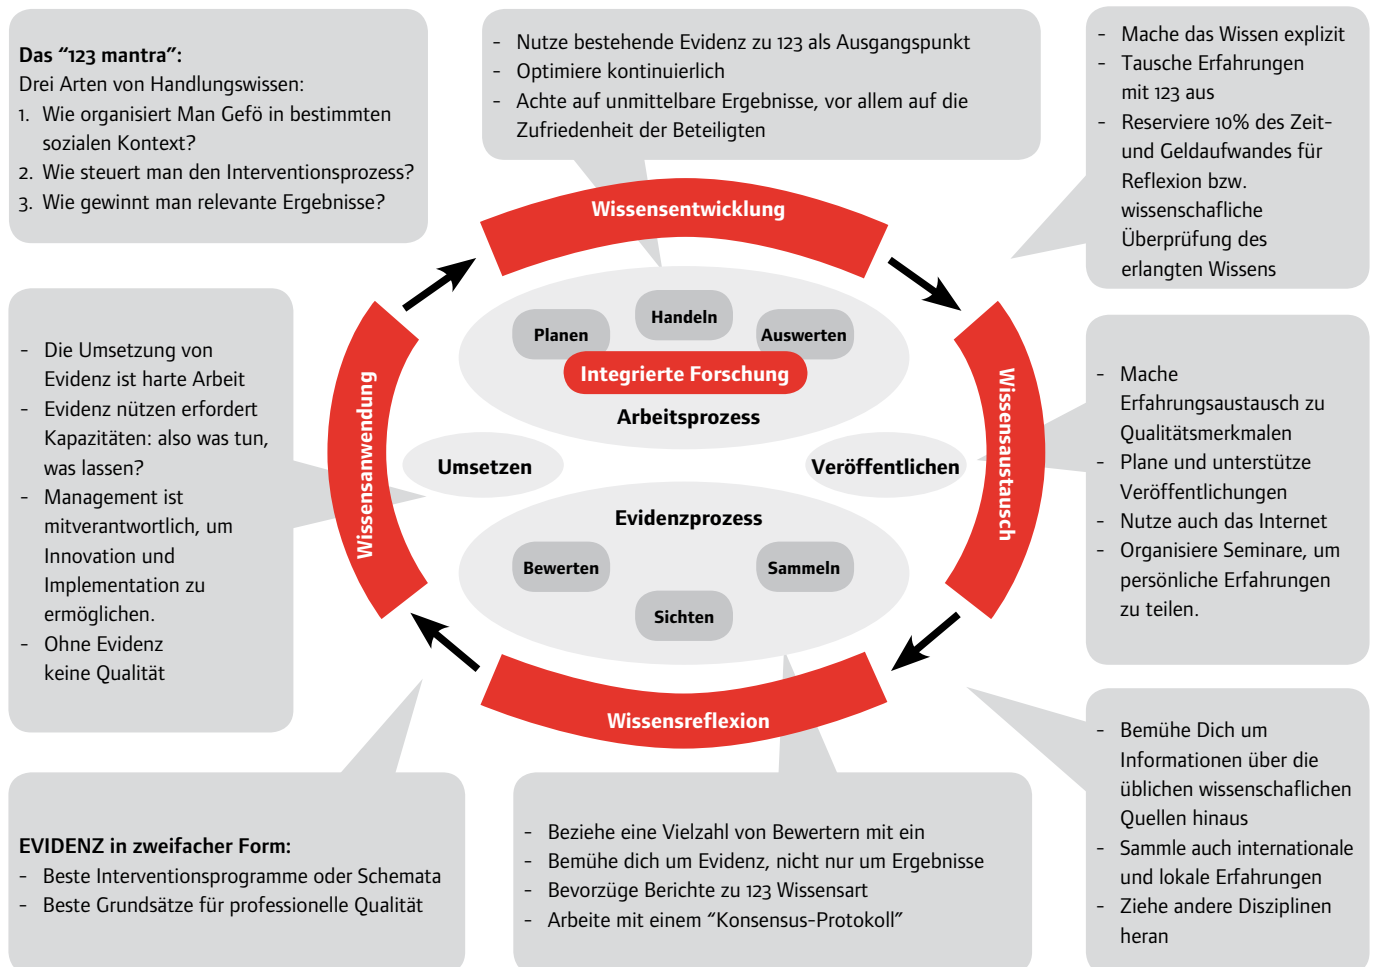 Das “123 mantra”:
Drei Arten von Handlungswissen:
1. Wie organisiert Man Gefö in bestimmten
sozialen Kontext?
2. Wie steuert man den Interventionsprozess?
3. Wie gewinnt man relevante Ergebnisse?
- Nutze bestehende Evidenz zu 123 als Ausgangspunkt
- Optimiere kontinuierlich
- Achte auf unmittelbare Ergebnisse, vor allem auf die
Zufriedenheit der Beteiligten
- Mache das Wissen explizit
- Tausche Erfahrungen
mit 123 aus
- Reserviere 10% des Zeit-
und Geldaufwandes für
Reflexion bzw.
wissenschafliche
Überprüfung des
erlangten Wissens
Wissensentwicklung
Planen
Handeln
Auswerten
Integrierte Forschung
Arbeitsprozess
Wissensanwendung
Wissensaustausch
Umsetzen
Veröffentlichen
Evidenzprozess
Bewerten
Sammeln
Sichten
Wissensreflexion
- Die Umsetzung von
Evidenz ist harte Arbeit
- Evidenz nützen erfordert
Kapazitäten: also was tun,
was lassen?
- Management ist
mitverantwortlich, um
Innovation und
Implementation zu
ermöglichen.
- Ohne Evidenz
keine Qualität
- Mache
Erfahrungsaustausch zu
Qualitätsmerkmalen
- Plane und unterstütze
Veröffentlichungen
- Nutze auch das Internet
- Organisiere Seminare, um
persönliche Erfahrungen
zu teilen.
EVIDENZ in zweifacher Form:
- Beste Interventionsprogramme oder Schemata
- Beste Grundsätze für professionelle Qualität
- Beziehe eine Vielzahl von Bewertern mit ein
- Bemühe dich um Evidenz, nicht nur um Ergebnisse
- Bevorzüge Berichte zu 123 Wissensart
- Arbeite mit einem “Konsensus-Protokoll”
- Bemühe Dich um
Informationen über die
üblichen wissenschaflichen
Quellen hinaus
- Sammle auch internationale
und lokale Erfahrungen
- Ziehe andere Disziplinen
heran